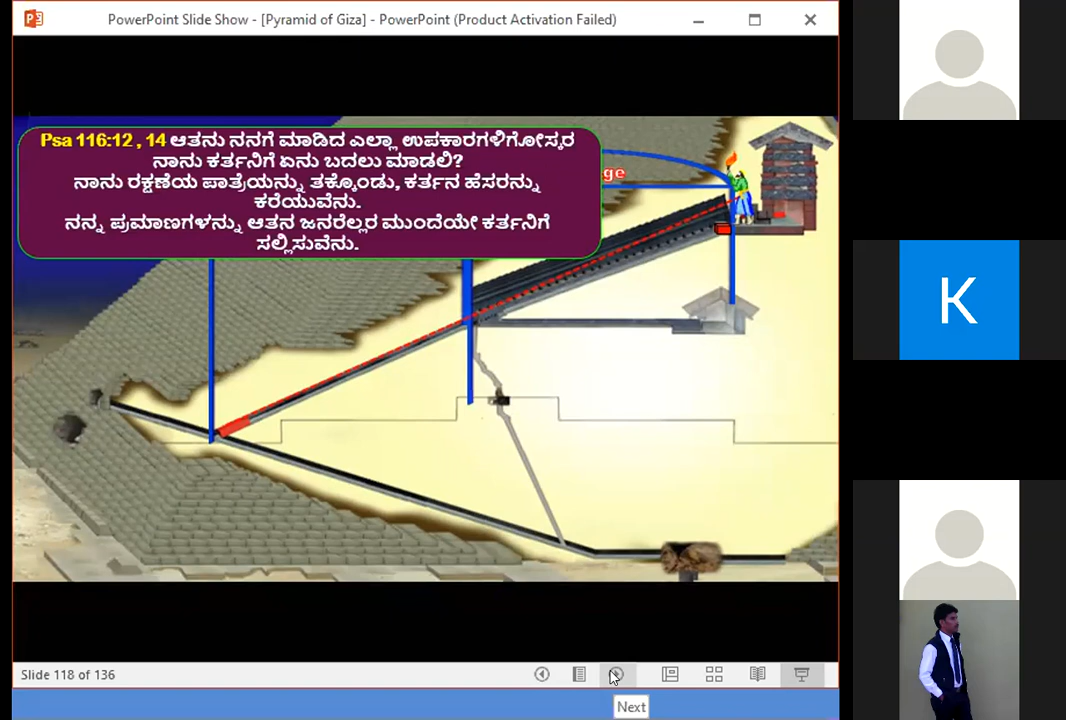 PowerPoint Slide Show - [Pyramid of Giza] - PowerPoint (Product Activation Failed)
Psa 116:12 , 14 ಆತನು ನನಗೆ ಮಾಡಿದ ಎಲ್ಲಾ ಉಪಕಾರಗಳಿಗೋಸ್ಕರ
ನಾನು ಕರ್ತನಿಗೆ ಏನು ಬದಲು ಮಾಡಲಿ?
ನಾನು ರಕ್ಷಣೆಯ ಪಾತ್ರೆಯನ್ನು ತಕ್ಕೊಂಡು, ಕರ್ತನ ಹೆಸರನ್ನು
ಕರೆಯುವೆನು.
ನನ್ನ ಪ್ರಮಾಣಗಳನ್ನು ಆತನ ಜನರೆಲ್ಲರ ಮುಂದೆಯೇ ಕರ್ತನಿಗೆ
ಸಲ್ಲಿಸುವೆನು.
ge
K
Slide 118 of 136
Next